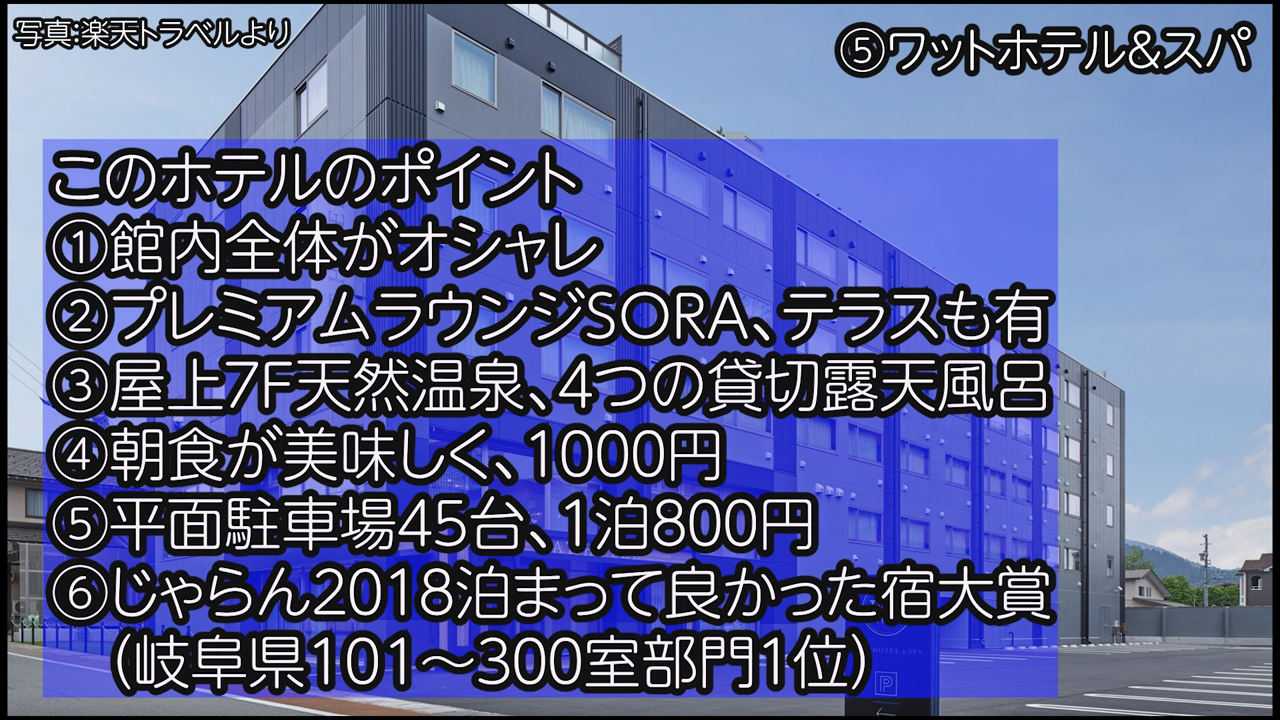 写真:楽天トラベルより
⑤ワットホテル&スパ
このホテルのポイント
①館内全体がオシャレ
②プレミアムラウンジSORA、テラスも有
③屋上7F天然温泉、4つの貸切露天風呂
④朝食が美味しく、1000円
⑤平面駐車場45台、1泊800円
⑥じゃらん2018泊まって良かった宿大賞
(岐阜県101～300室部門1位)
HOTEL & SPA
P